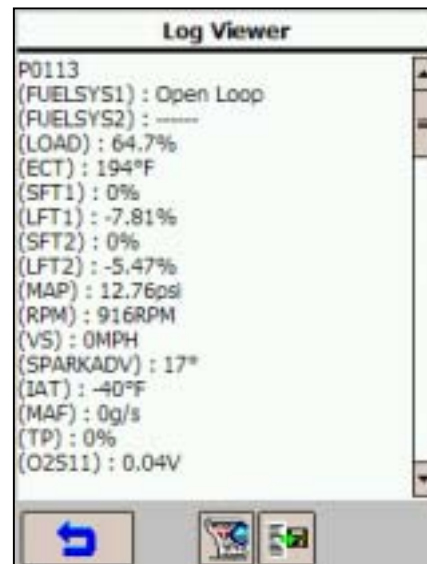 Log Viewer
P0113
(FUELSYS1) : Open Loop
(FUELSYS2) : ------
(LOAD) : 64.7%
(ECT) : 194°F
(SFT1) : 0%
(LFT1) : -7.81%
(SFT2) : 0%
(LFT2) : -5.47%
(MAP) : 12.76psi
(RPM) : 916RPM
(VS) : 0MPH
(SPARKADV) : 17°
(IAT) : -40°F
(MAF) : 0g/s
(TP) : 0%
(O2S11) : 0.04V